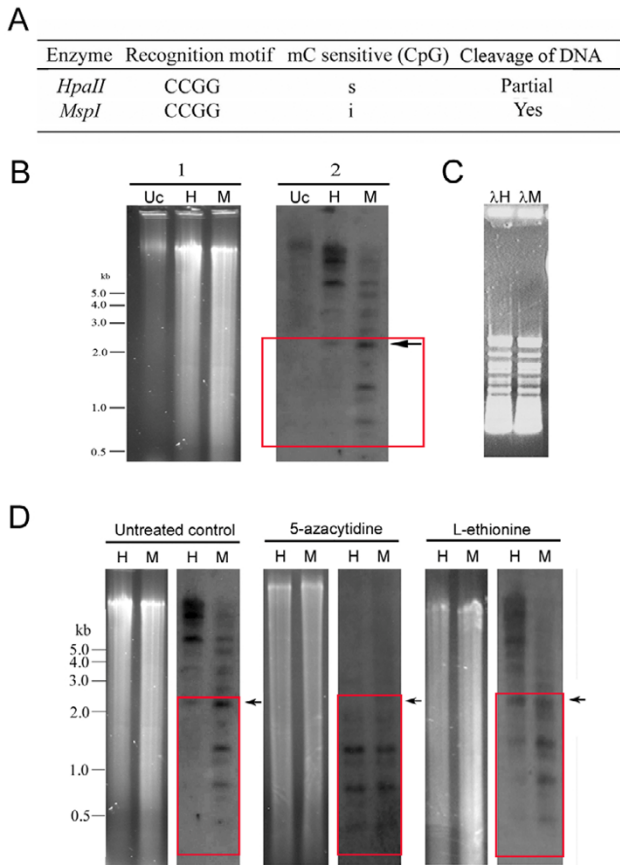 A
Enzyme Recognition motif mC sensitive (CpG) Cleavage of DNA
HpaII CCGG s Partial
MspI CCGG i Yes
B
1 2
Uc H M Uc H M
kb
5.0
4.0
3.0
2.0
1.0
0.5
C
λH λM
D
Untreated control 5-azacytidine L-ethionine
H M H M H M H M H M H M
kb
5.0
4.0
3.0
2.0
1.0
0.5